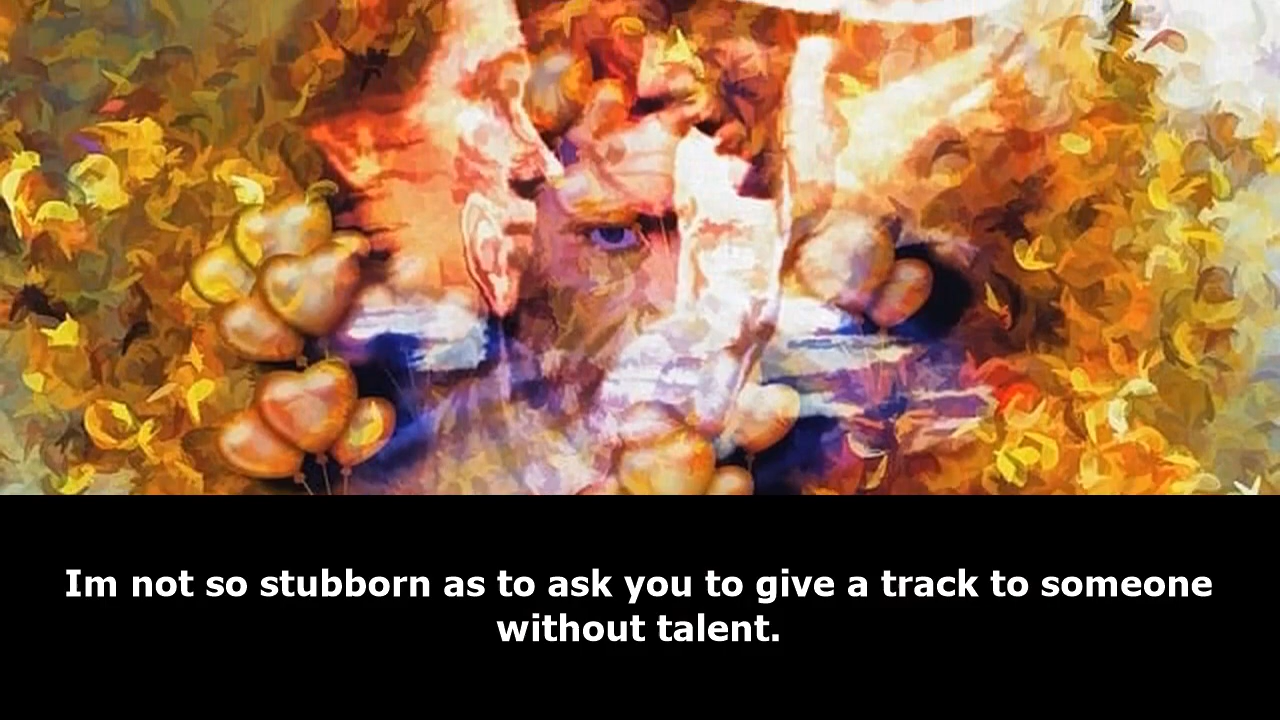 Im not so stubborn as to ask you to give a track to someone
without talent.